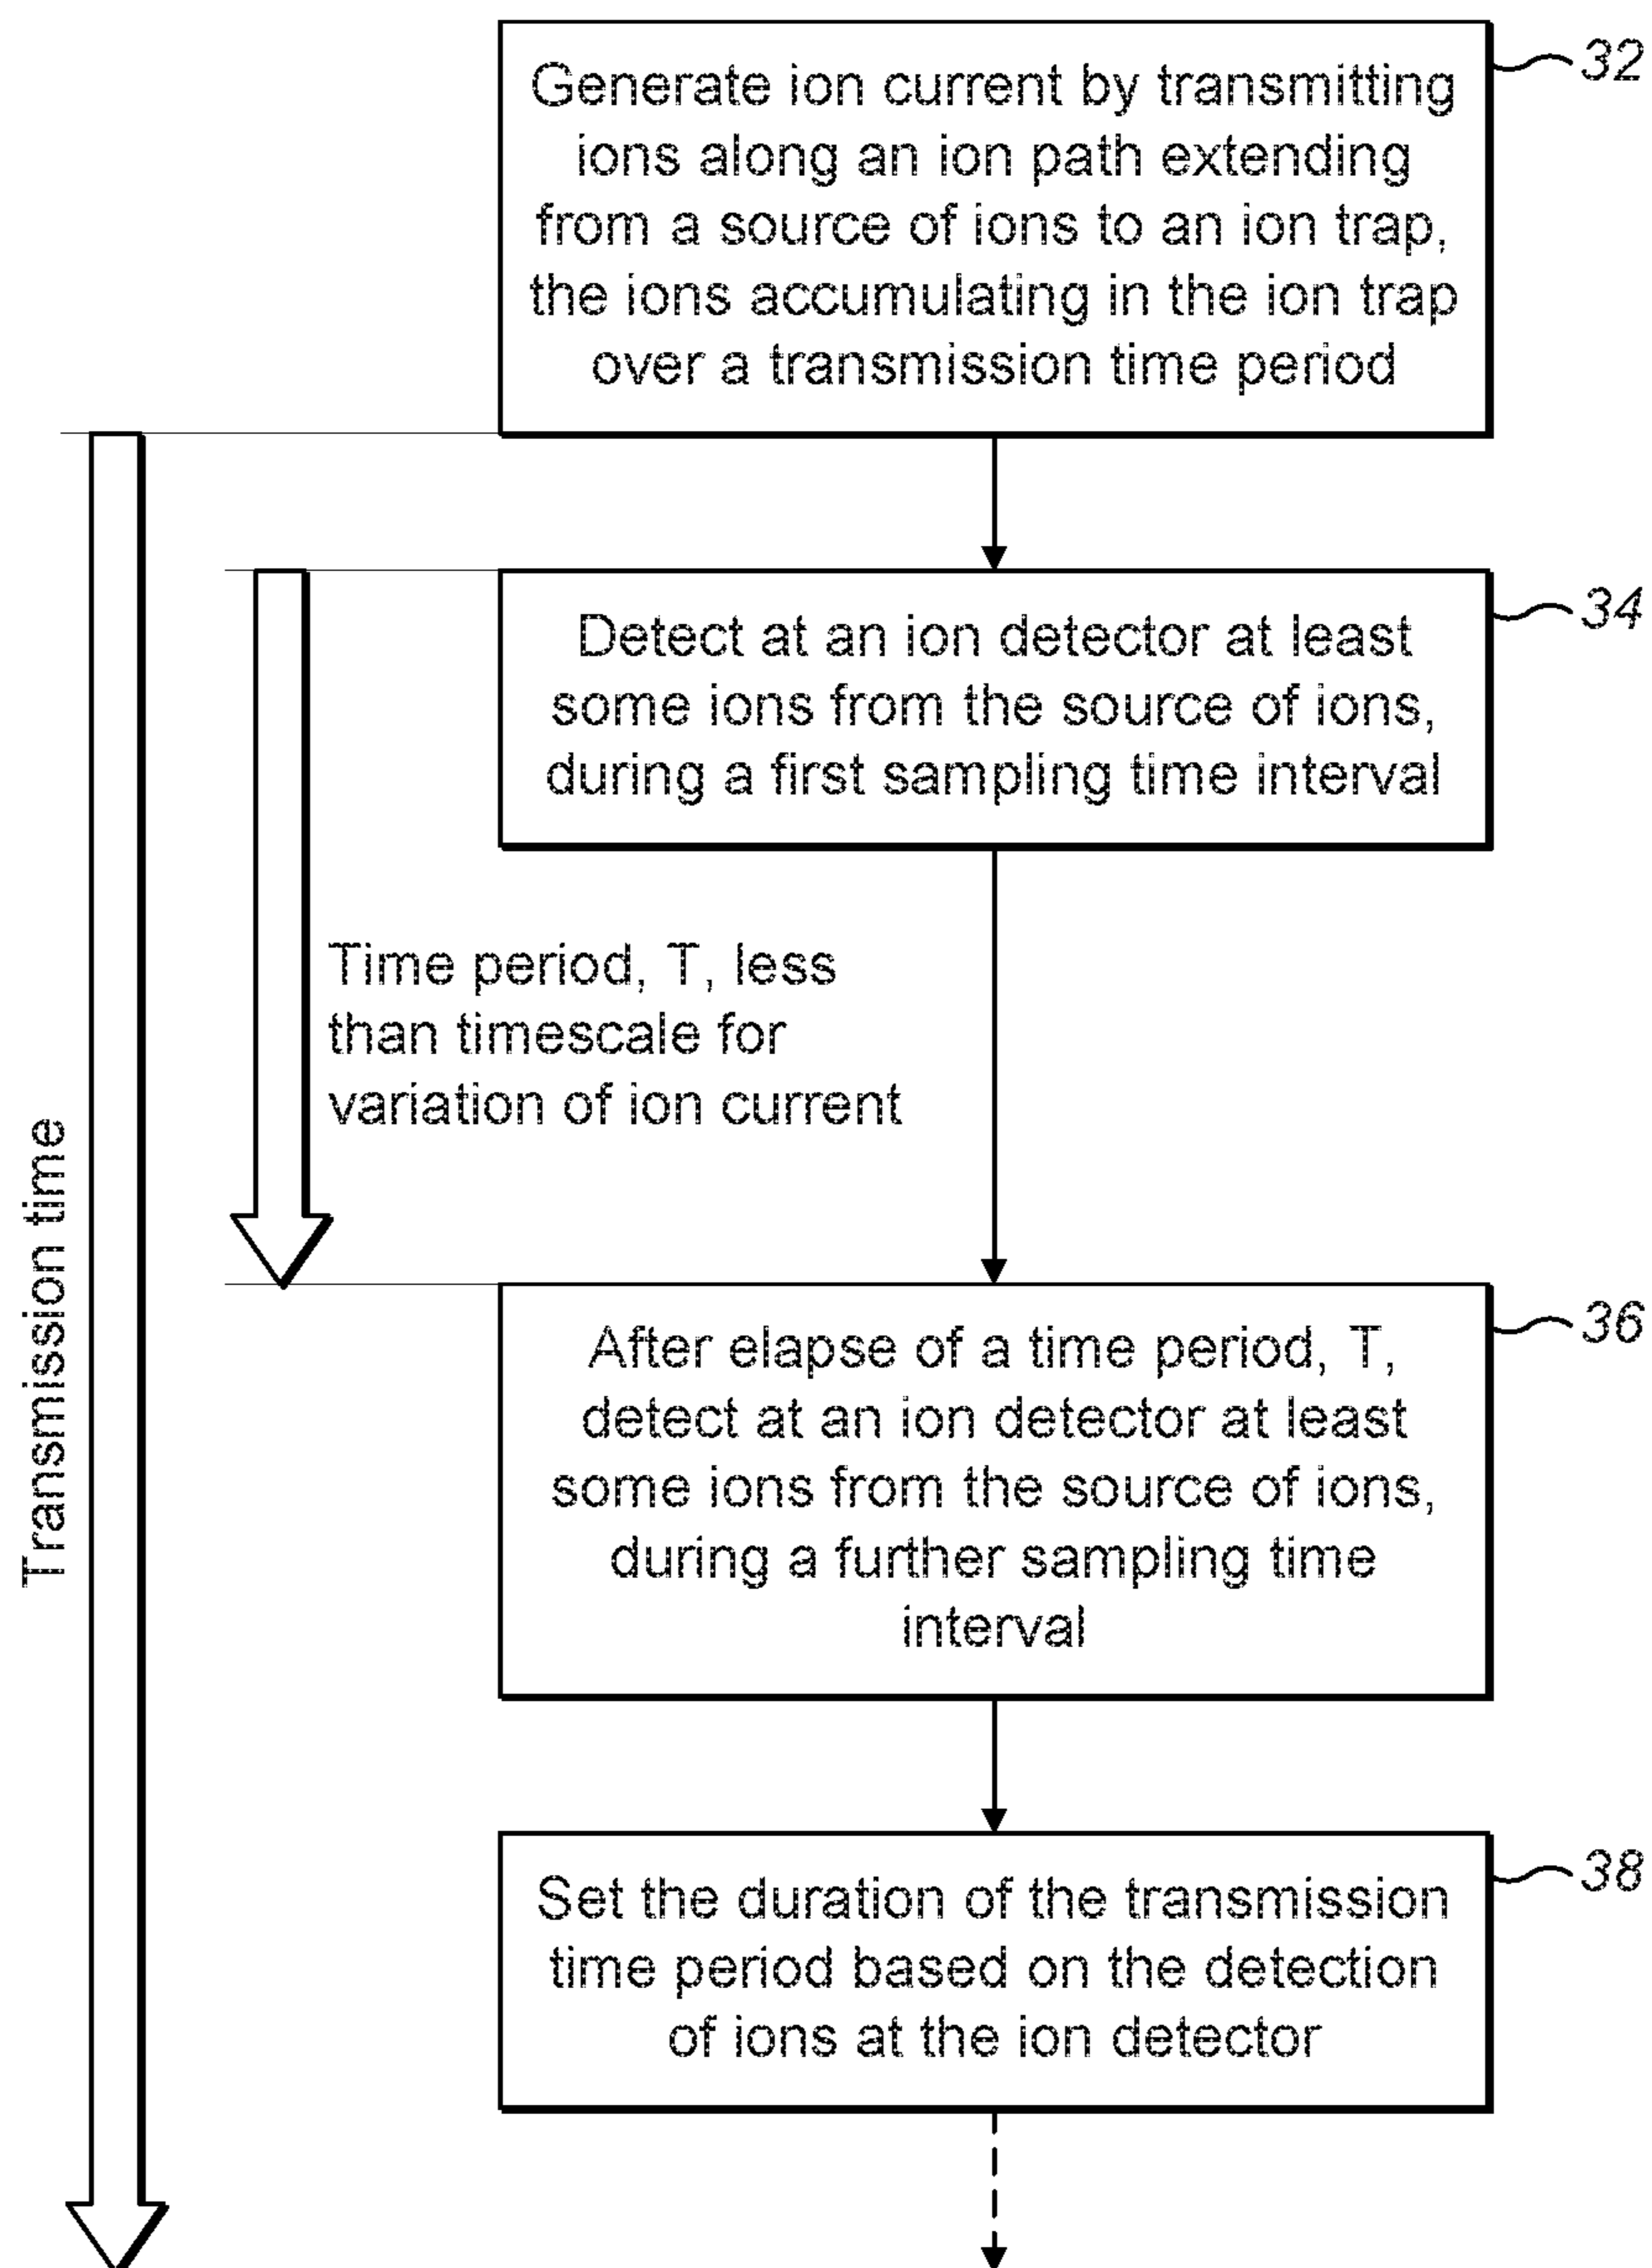 Generate ion current by transmitting
ions along an ion path extending
from a source of ions to an ion trap,
the ions accumulating in the ion trap
over a transmission time period
32
Detect at an ion detector at least
some ions from the source of ions,
during a first sampling time interval
34
Time period, T, less
than timescale for
variation of ion current
Transmission time
After elapse of a time period, T,
detect at an ion detector at least
some ions from the source of ions,
during a further sampling time
interval
36
Set the duration of the transmission
time period based on the detection
of ions at the ion detector
38